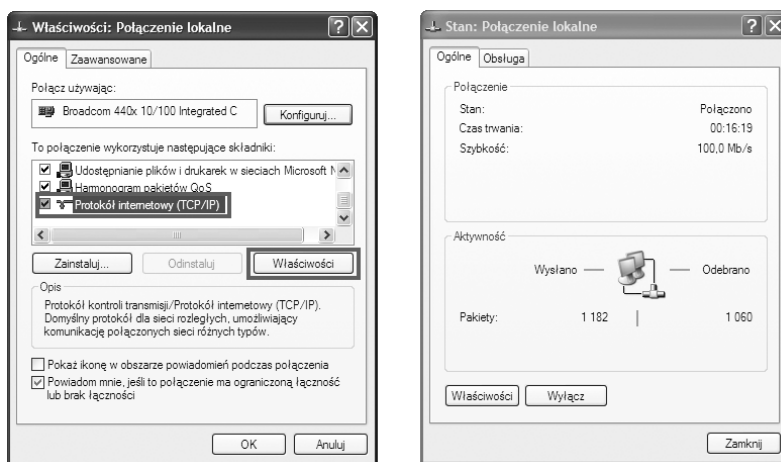 Właściwości: Połączenie lokalne
Ogólne Zaawansowane
Połącz używając:
Broadcom 440x 10/100 Integrated C Konfiguruj...
To połączenie wykorzystuje następujące składniki:
Udostępnianie plików i drukarek w sieciach Microsoft N
Harmonogram pakietów QoS
Protokół internetowy (TCP/IP)
Zainstaluj... Odinstaluj Właściwości
Opis
Protokół kontroli transmisji/Protokół internetowy (TCP/IP).
Domyślny protokół dla sieci rozległych, umożliwiający
komunikację połączonych sieci różnych typów.
Pokaż ikonę w obszarze powiadomień podczas połączenia
Powiadom mnie, jeśli to połączenie ma ograniczoną łączność
lub brak łączności
OK Anuluj
Stan: Połączenie lokalne
Ogólne Obsługa
Połączenie
Stan: Połączono
Czas trwania: 00:16:19
Szybkość: 100,0 Mb/s
Aktywność
Wysłano — — Odebrano
Pakiety: 1 182 | 1 060
Właściwości Wyłącz
Zamknij